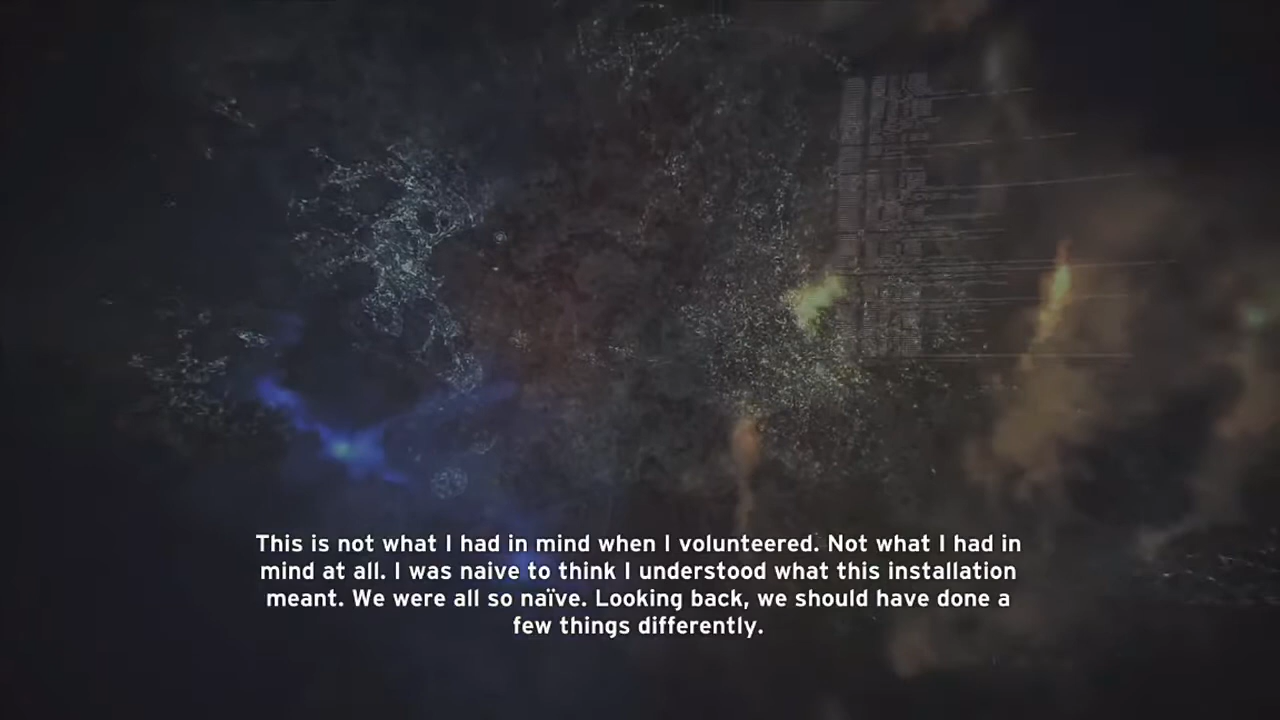 This is not what I had in mind when I volunteered. Not what I had in
mind at all. I was naive to think I understood what this installation
meant. We were all so naïve. Looking back, we should have done a
few things differently.